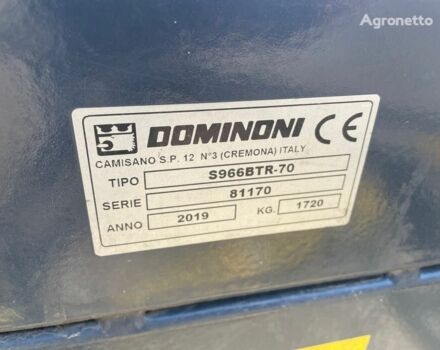 Agronetto
DOMINONI CE
CAMISANO S.P. 12 N°3 (CREMONA) ITALY
TIPO S966BTR-70
SERIE 81170
ANNO 2019 KG. 1720